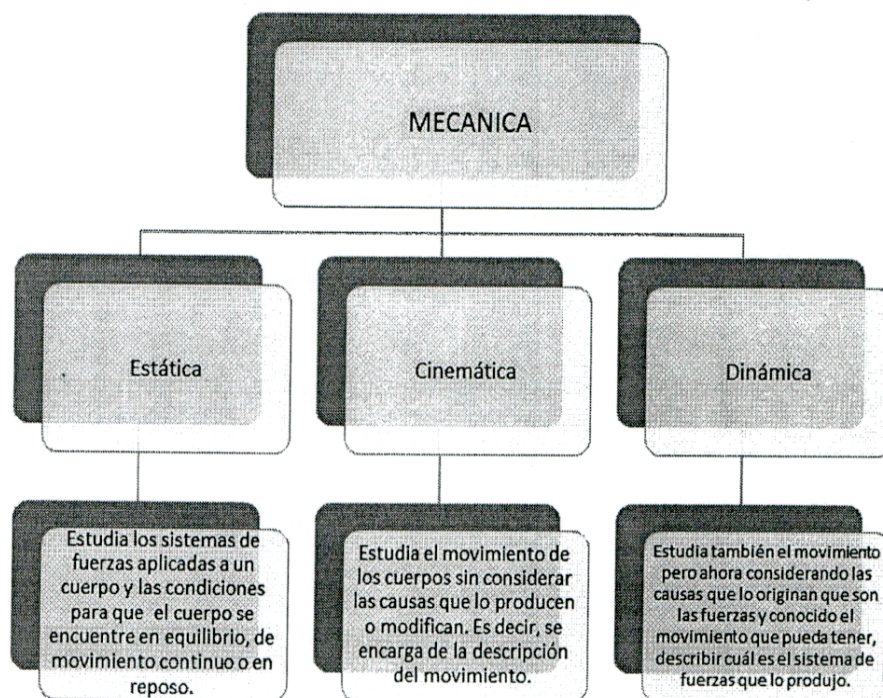 MECANICA
Estática
Cinemática
Dinámica
Estudia los sistemas de
fuerzas aplicadas a un
cuerpo y las condiciones
para que el cuerpo se
encuentre en equilibrio, de
movimiento continuo o en
reposo.
Estudia el movimiento de
los cuerpos sin considerar
las causas que lo producen
o modifican. Es decir, se
encarga de la descripción
del movimiento.
Estudia también el movimiento
pero ahora considerando las
causas que lo originan que son
las fuerzas y conocido el
movimiento que pueda tener,
describir cuál es el sistema de
fuerzas que lo produjo.